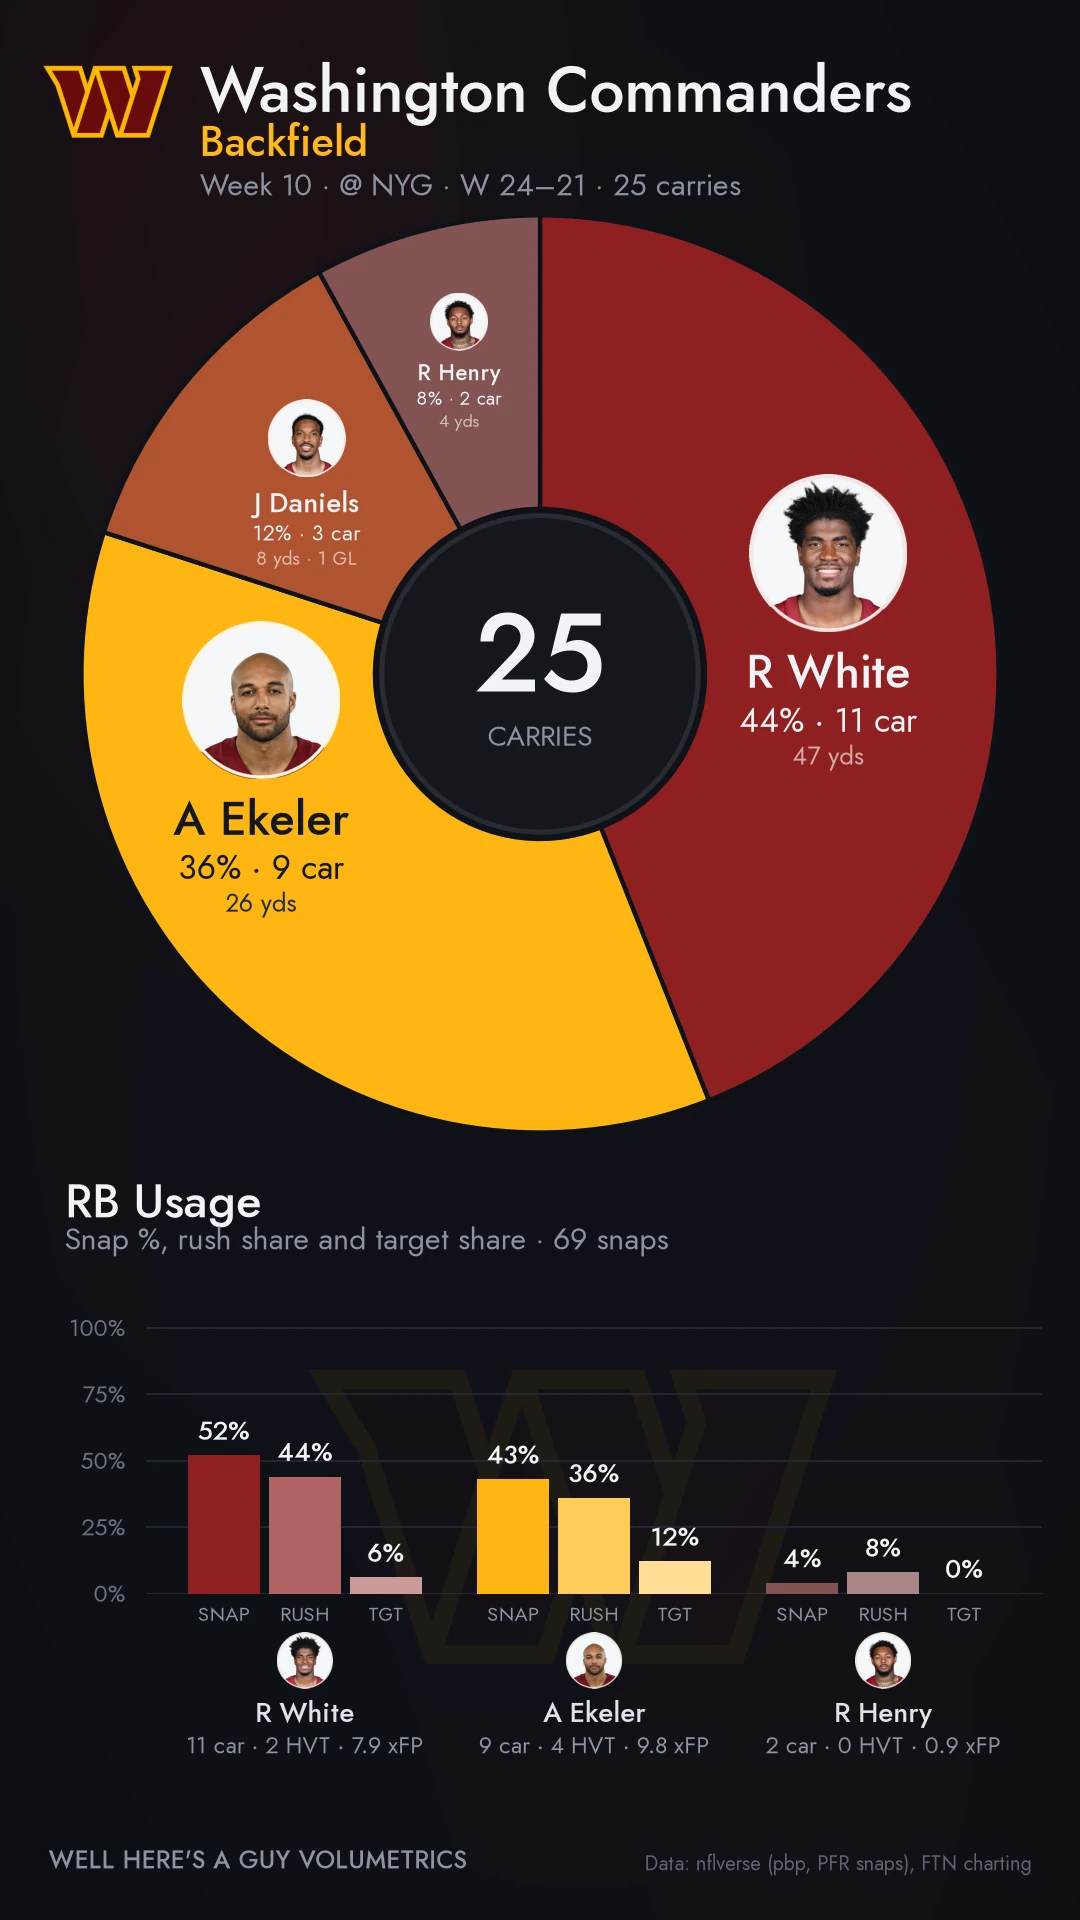 Washington Commanders
Backfield
Week 10 · @ NYG · W 24–21 · 25 carries
R Henry
8% · 2 car
4 yds
J Daniels
12% · 3 car
8 yds · 1 GL
R White
44% · 11 car
47 yds
25
CARRIES
A Ekeler
36% · 9 car
26 yds
RB Usage
Snap %, rush share and target share · 69 snaps
100%
75%
50%
25%
0%
52% 44% 6% 43% 36% 12% 4% 8% 0%
SNAP RUSH TGT SNAP RUSH TGT SNAP RUSH TGT
R White A Ekeler R Henry
11 car · 2 HVT · 7.9 xFP 9 car · 4 HVT · 9.8 xFP 2 car · 0 HVT · 0.9 xFP
WELL HERE'S A GUY VOLUMETRICS
Data: nflverse (pbp, PFR snaps), FTN charting